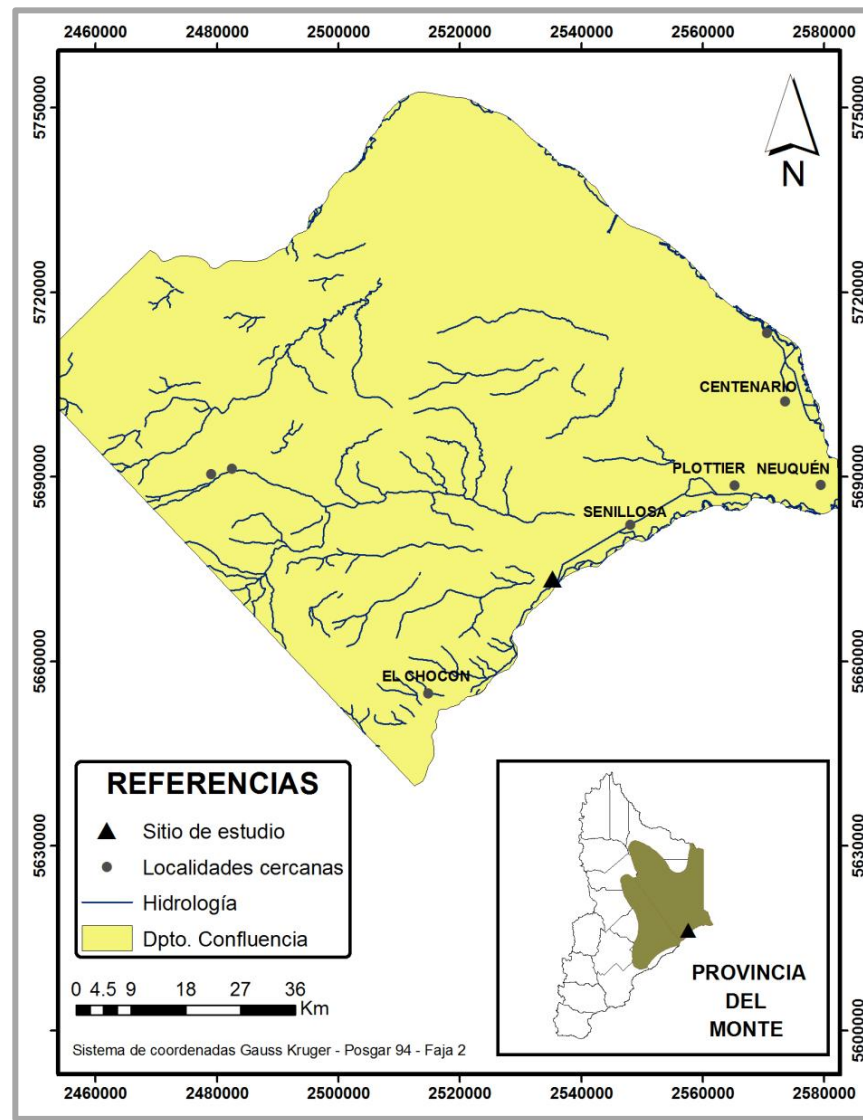 2460000 2480000 2500000 2520000 2540000 2560000 2580000
5750000 5750000
N
5720000 5720000
CENTENARIO
PLOTTIER NEUQUÉN
5690000 5690000
SENILLOSA
5660000 5660000
EL CHOCON
REFERENCIAS
Sitio de estudio
Localidades cercanas
Hidrología
Dpto. Confluencia
5630000 5630000
0 4.5 9 18 27 36
Km
Sistema de coordenadas Gauss Kruger - Posgar 94 - Faja 2
PROVINCIA
DEL
MONTE
5600000 5600000
2460000 2480000 2500000 2520000 2540000 2560000 2580000